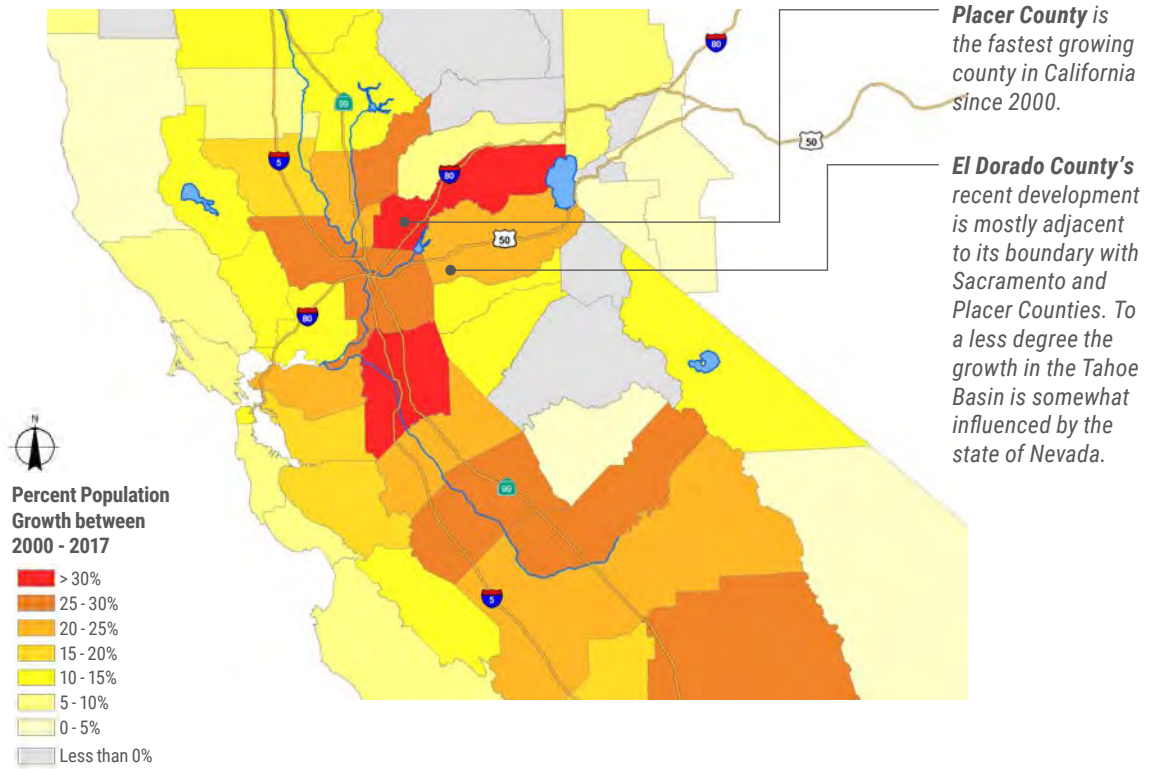 Placer County is
the fastest growing
county in California
since 2000.
El Dorado County's
recent development
is mostly adjacent
to its boundary with
Sacramento and
Placer Counties. To
a less degree the
growth in the Tahoe
Basin is somewhat
influenced by the
state of Nevada.
80
99
50
5
80
50
80
99
5
N
Percent Population
Growth between
2000 - 2017
> 30%
25 - 30%
20 - 25%
15 - 20%
10 - 15%
5 - 10%
0 - 5%
Less than 0%